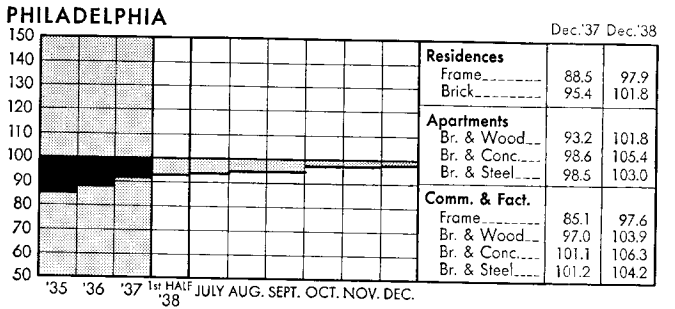 PHILADELPHIA
Dec.'37 Dec.'38
150
140
130
120
110
100
90
80
70
60
50
'35 '36 '37 1st HALF '38 JULY AUG. SEPT. OCT. NOV. DEC.
Residences
Frame 88.5 97.9
Brick 95.4 101.8
Apartments
Br. & Wood 93.2 101.8
Br. & Conc. 98.6 105.4
Br. & Steel 98.5 103.0
Comm. & Fact.
Frame 85.1 97.6
Br. & Wood 97.0 103.9
Br. & Conc. 101.1 106.3
Br. & Steel 101.2 104.2